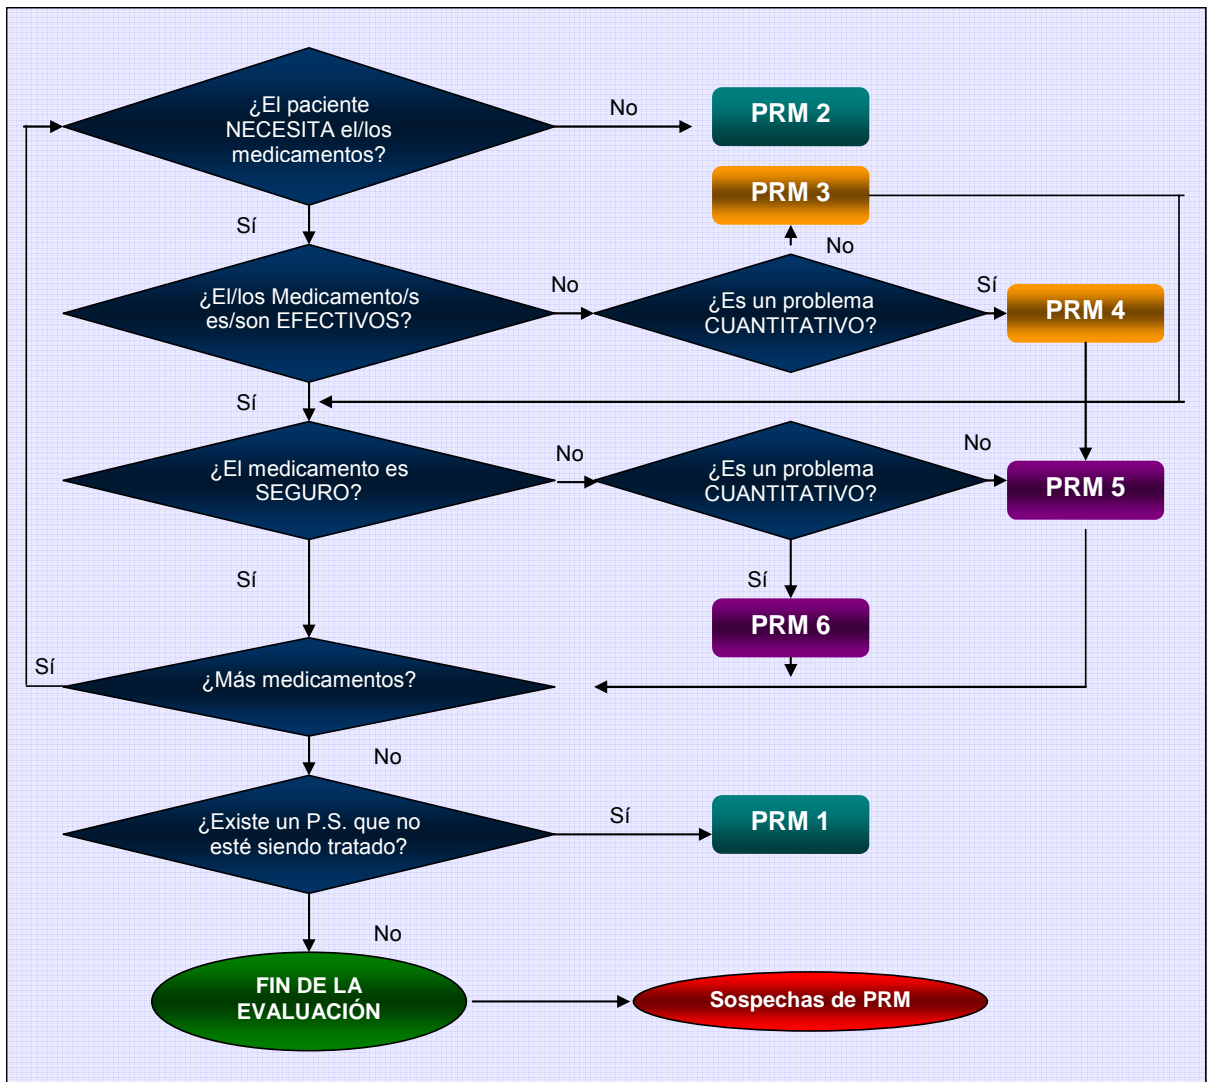 ¿El paciente
NECESITA el/los
medicamentos?
No
PRM 2
PRM 3
Sí
No
¿El/los Medicamento/s
es/son EFECTIVOS?
No
¿Es un problema
CUANTITATIVO?
Sí
PRM 4
Sí
¿El medicamento es
SEGURO?
No
¿Es un problema
CUANTITATIVO?
No
PRM 5
Sí
Sí
PRM 6
Sí
¿Más medicamentos?
No
¿Existe un P.S. que no
esté siendo tratado?
Sí
PRM 1
No
FIN DE LA
EVALUACIÓN
Sospechas de PRM